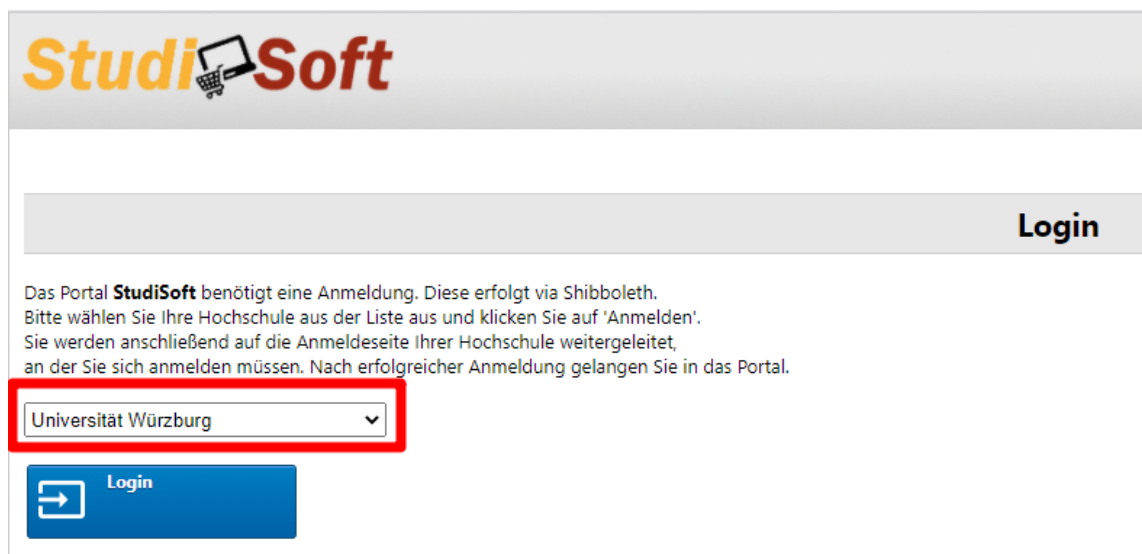 StudiSoft
Login
Das Portal StudiSoft benötigt eine Anmeldung. Diese erfolgt via Shibboleth.
Bitte wählen Sie Ihre Hochschule aus der Liste aus und klicken Sie auf 'Anmelden'.
Sie werden anschließend auf die Anmeldeseite Ihrer Hochschule weitergeleitet,
an der Sie sich anmelden müssen. Nach erfolgreicher Anmeldung gelangen Sie in das Portal.
Universität Würzburg
Login